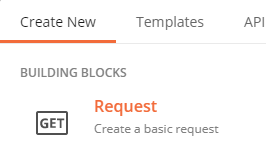 Create New Templates API
BUILDING BLOCKS
GET Request
Create a basic request